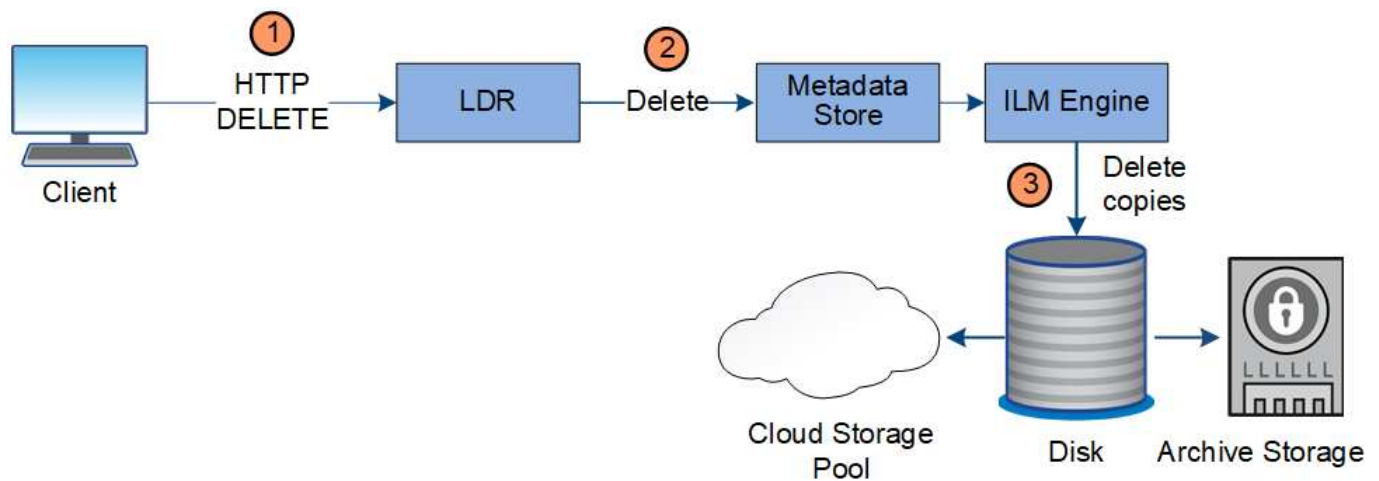 1
HTTP
DELETE
2
Delete
LDR
Metadata
Store
ILM Engine
Client
3
Delete
copies
LLLLLL
Cloud Storage
Pool
Disk
Archive Storage